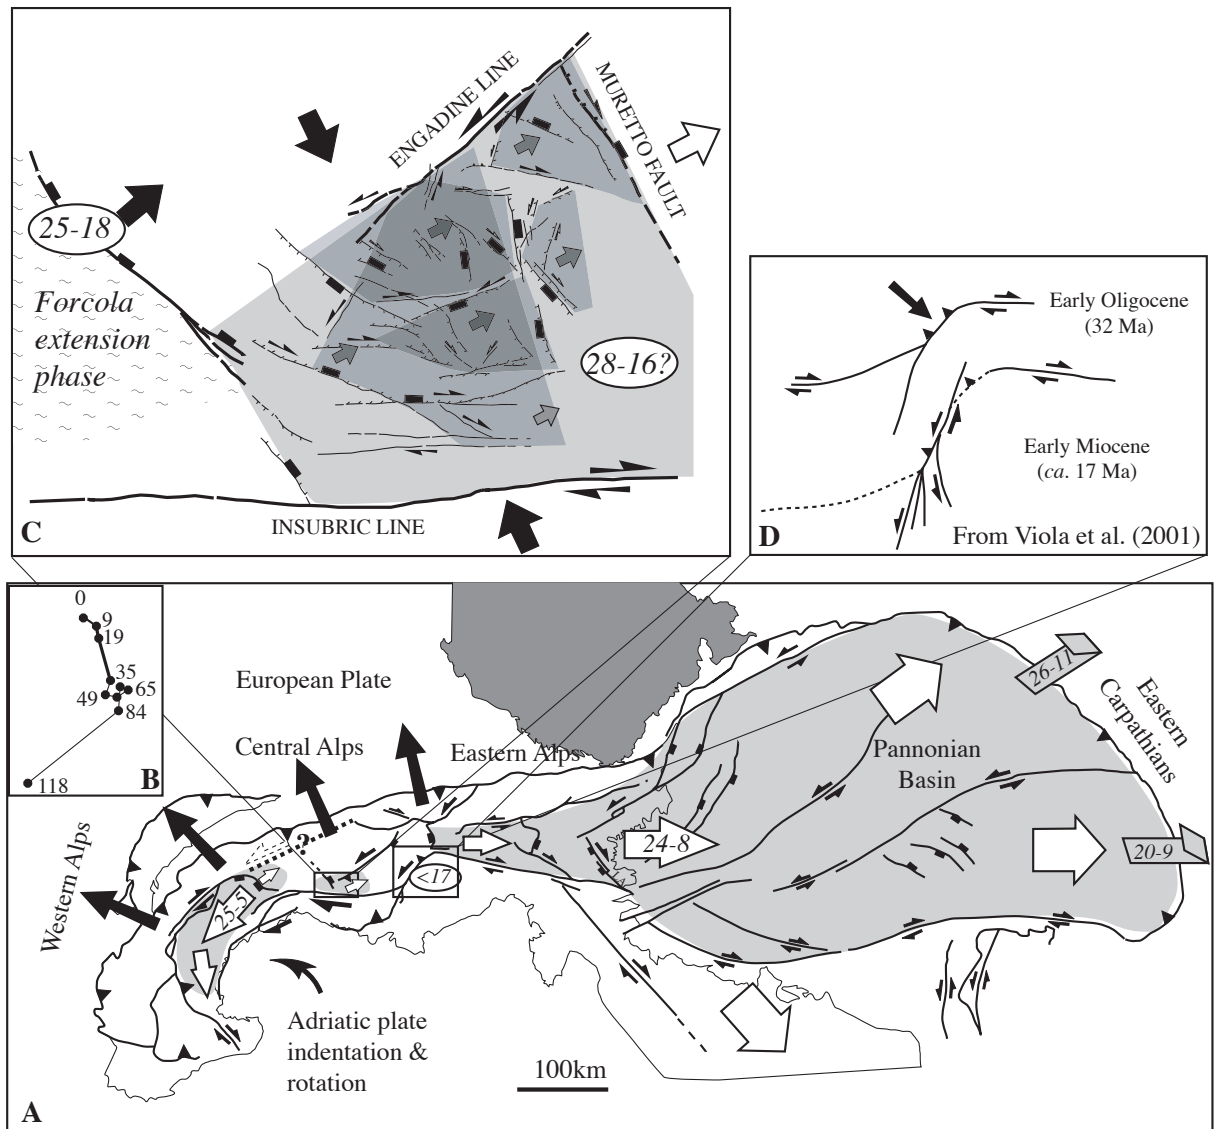 ENGADINE LINE
MURETTO FAULT
25-18
Forcola
extension
phase
28-16?
INSUBRIC LINE
C
Early Oligocene
(32 Ma)
Early Miocene
(ca. 17 Ma)
From Viola et al. (2001)
D
0
9
19
35
49
65
84
118
B
European Plate
Central Alps
Eastern Alps
Western Alps
?
25-5
<17
24-8
Pannonian
Basin
26-11
Eastern
Carpathians
20-9
Adriatic plate
indentation &
rotation
100km
A